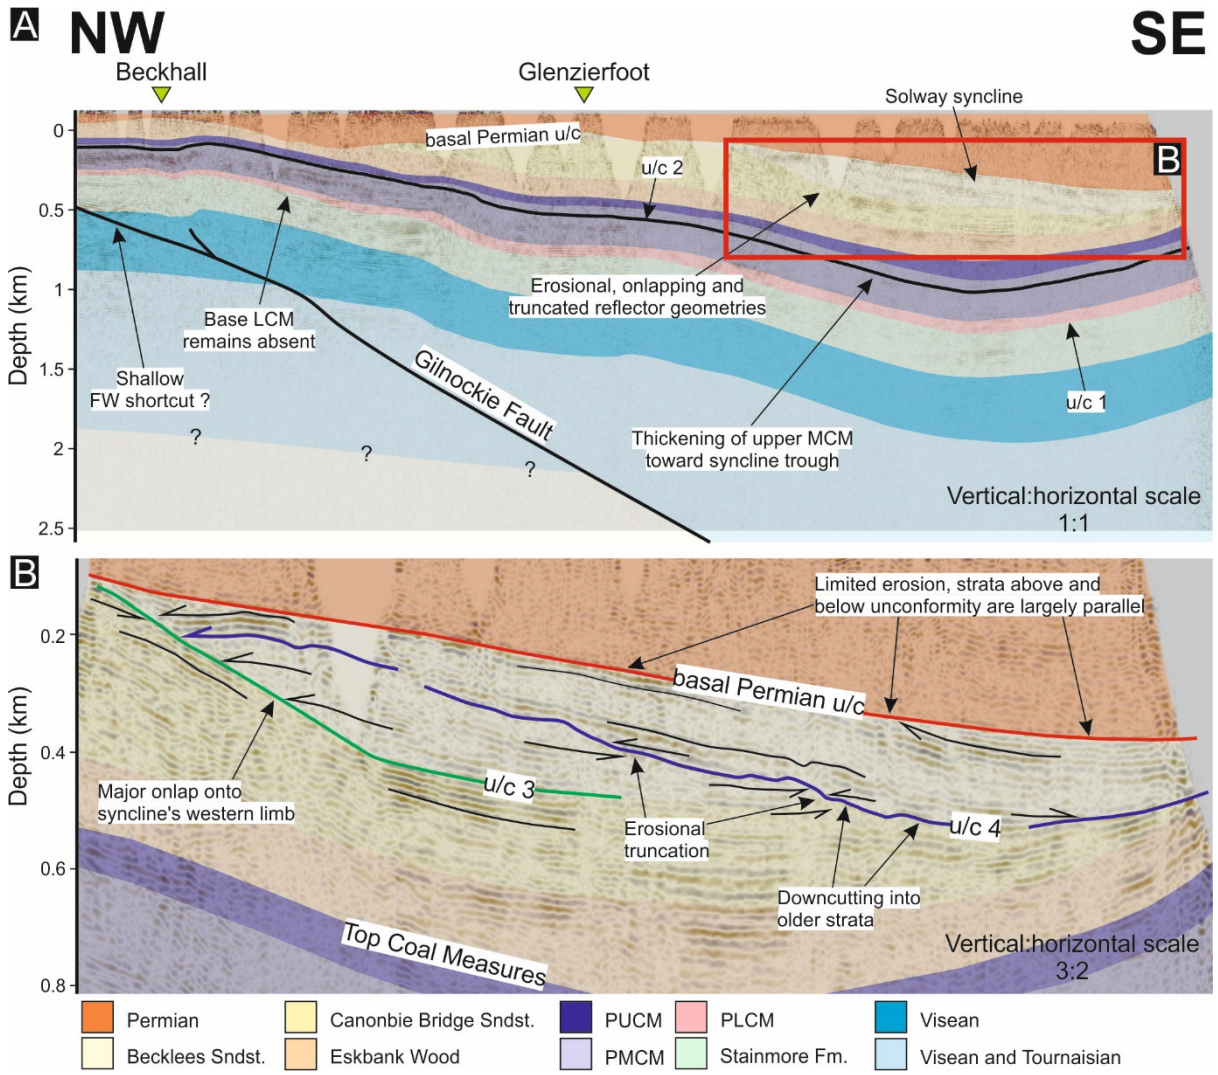 A
NW
SE
Beckhall
Glenzierfoot
Solway syncline
basal Permian u/c
B
u/c 2
0
0.5
1
1.5
2
2.5
Depth (km)
Erosional, onlapping and
truncated reflector geometries
Base LCM
remains absent
Shallow
FW shortcut ?
Gilnockie Fault
u/c 1
Thickening of upper MCM
toward syncline trough
?
?
?
Vertical:horizontal scale
1:1
B
Limited erosion, strata above and
below unconformity are largely parallel
0.2
0.4
0.6
0.8
Depth (km)
basal Permian u/c
u/c 3
Major onlap onto
syncline's western limb
Erosional
truncation
u/c 4
Downcutting into
older strata
Top Coal Measures
Vertical:horizontal scale
3:2
Permian
Canonbie Bridge Sndst.
PUCM
PLCM
Visean
Becklees Sndst.
Eskbank Wood
PMCM
Stainmore Fm.
Visean and Tournaisian